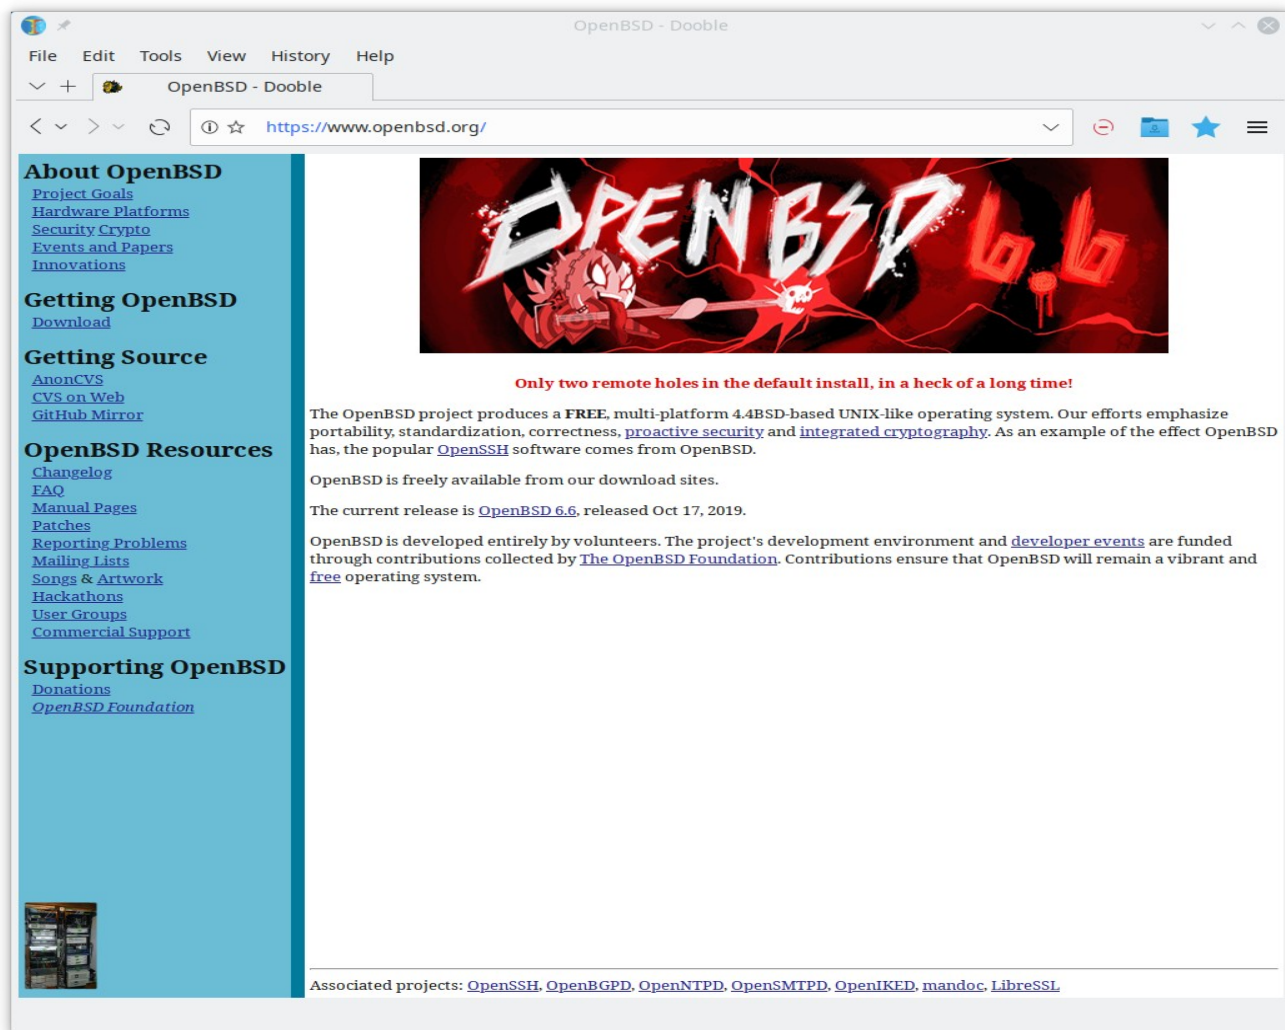 OpenBSD - Dooble
File Edit Tools View History Help
OpenBSD - Dooble
https://www.openbsd.org/
About OpenBSD
Project Goals
Hardware Platforms
Security Crypto
Events and Papers
Innovations
Getting OpenBSD
Download
Getting Source
AnonCVS
CVS on Web
GitHub Mirror
OpenBSD Resources
Changelog
FAQ
Manual Pages
Patches
Reporting Problems
Mailing Lists
Songs & Artwork
Hackathons
User Groups
Commercial Support
Supporting OpenBSD
Donations
OpenBSD Foundation
OPENBSD 6.6
Only two remote holes in the default install, in a heck of a long time!
The OpenBSD project produces a FREE, multi-platform 4.4BSD-based UNIX-like operating system. Our efforts emphasize
portability, standardization, correctness, proactive security and integrated cryptography. As an example of the effect OpenBSD
has, the popular OpenSSH software comes from OpenBSD.
OpenBSD is freely available from our download sites.
The current release is OpenBSD 6.6, released Oct 17, 2019.
OpenBSD is developed entirely by volunteers. The project's development environment and developer events are funded
through contributions collected by The OpenBSD Foundation. Contributions ensure that OpenBSD will remain a vibrant and
free operating system.
Associated projects: OpenSSH, OpenBGPD, OpenNTPD, OpenSMTPD, OpenIKED, mandoc, LibreSSL